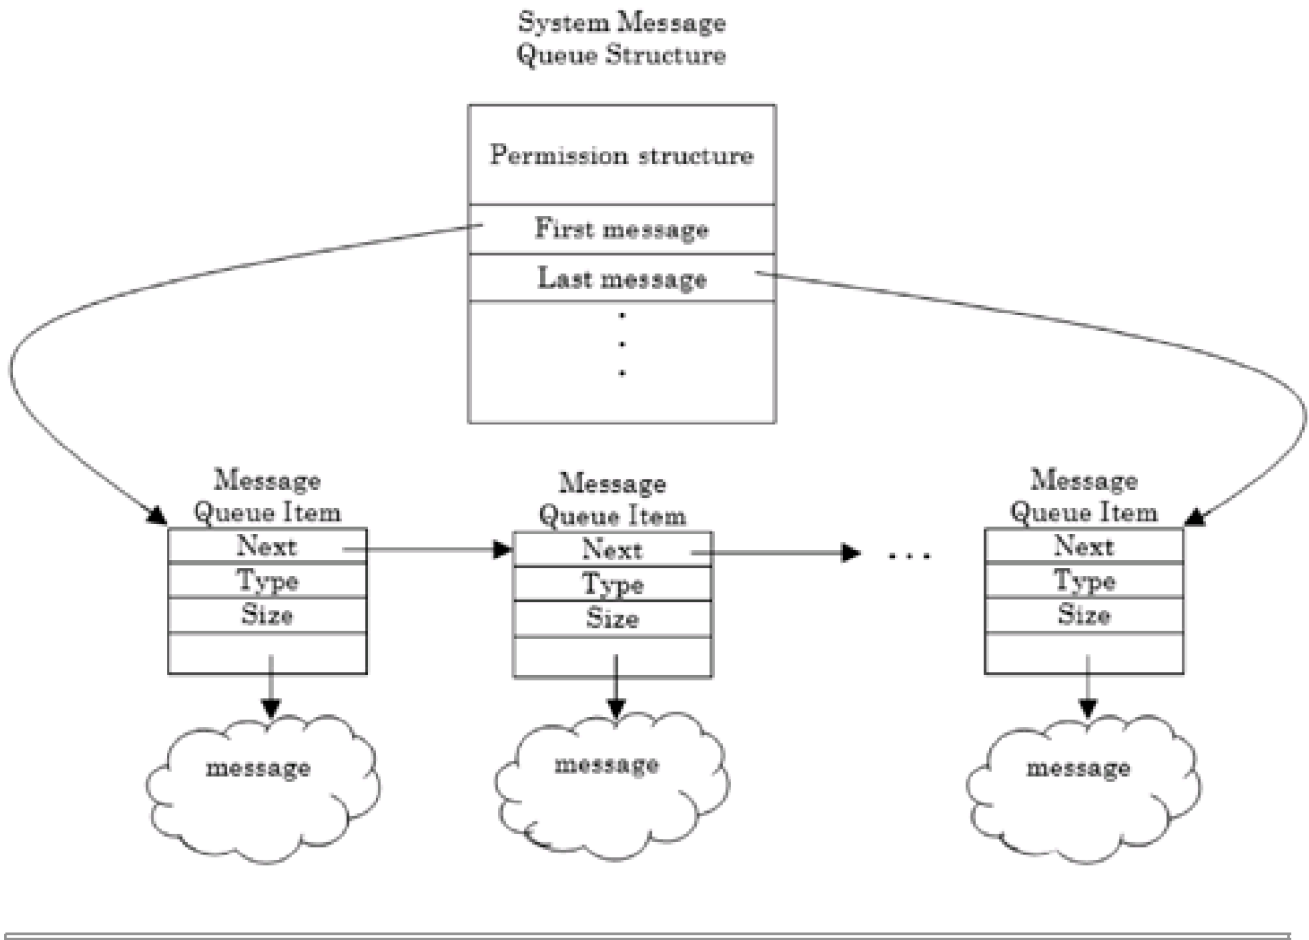 System Message
Queue Structure
Permission structure
First message
Last message
.
.
.
Message
Queue Item
Next
Type
Size
message
Message
Queue Item
Next
Type
Size
message
...
Message
Queue Item
Next
Type
Size
message